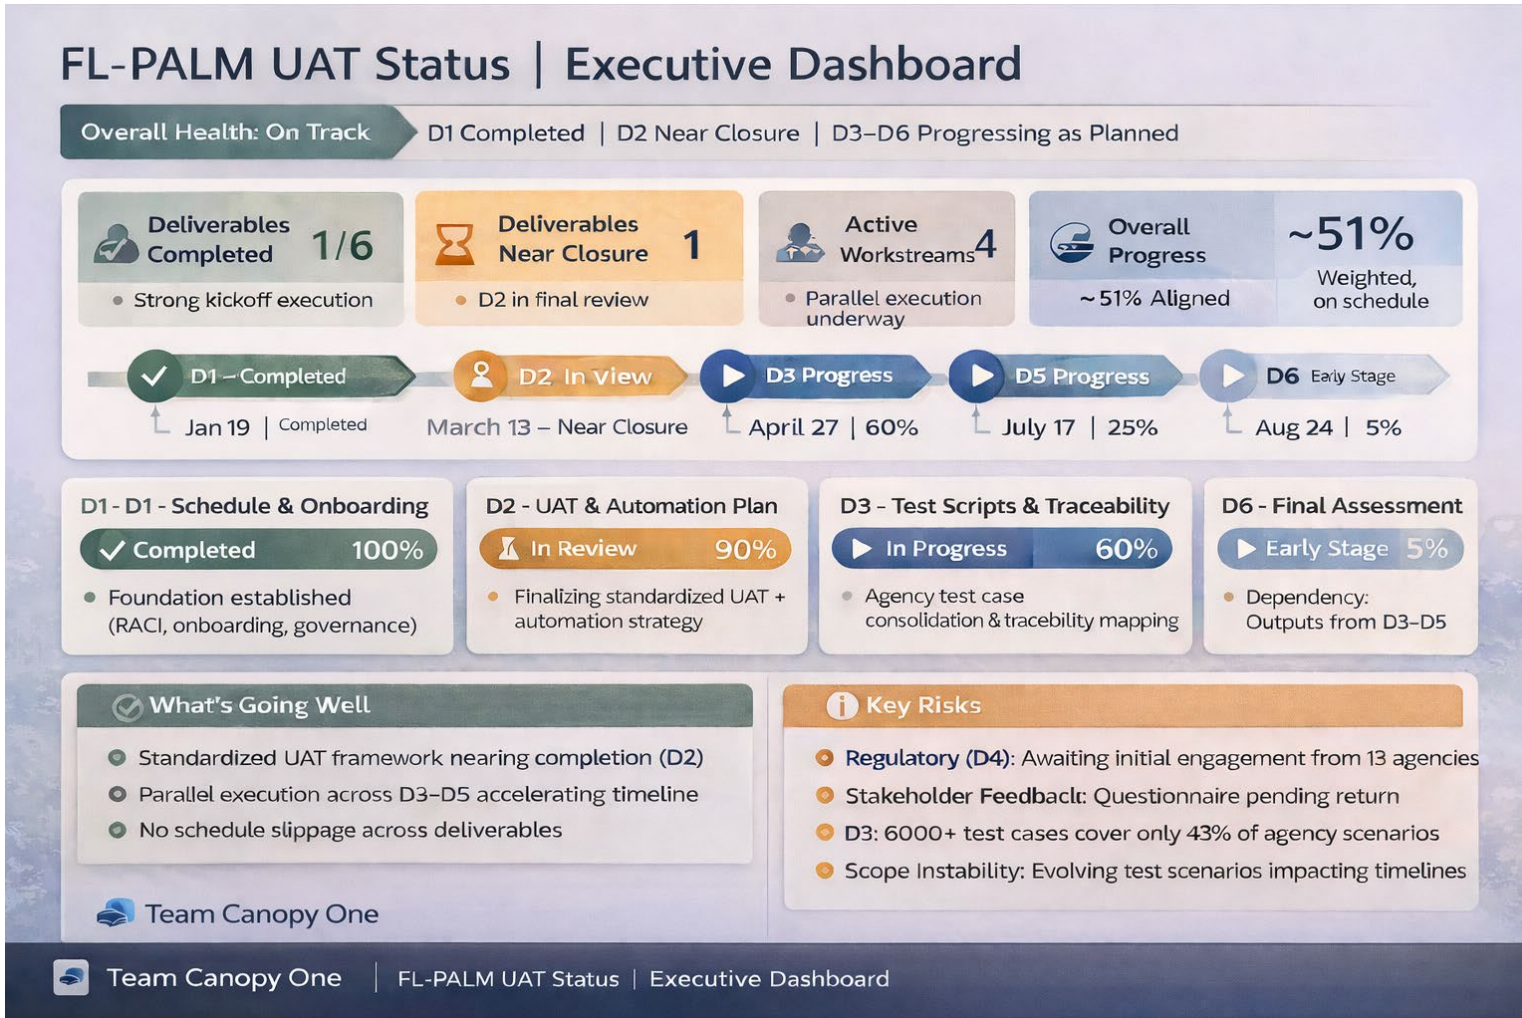 FL-PALM UAT Status | Executive Dashboard
Overall Health: On Track
D1 Completed | D2 Near Closure | D3–D6 Progressing as Planned
Deliverables
Completed
1/6
• Strong kickoff execution
Deliverables
Near Closure
1
• D2 in final review
Active
Workstreams
4
• Parallel execution
underway
Overall
Progress
~ 51% Aligned
~51%
Weighted,
on schedule
D1 – Completed
D2 In View
D3 Progress
D5 Progress
D6 Early Stage
Jan 19 | Completed
March 13 – Near Closure
April 27 | 60%
July 17 | 25%
Aug 24 | 5%
D1 - D1 - Schedule & Onboarding
Completed 100%
• Foundation established
(RACI, onboarding, governance)
D2 - UAT & Automation Plan
In Review 90%
• Finalizing standardized UAT +
automation strategy
D3 - Test Scripts & Traceability
In Progress 60%
• Agency test case
consolidation & tracebility mapping
D6 - Final Assessment
Early Stage 5%
• Dependency:
Outputs from D3–D5
What's Going Well
Standardized UAT framework nearing completion (D2)
Parallel execution across D3–D5 accelerating timeline
No schedule slippage across deliverables
Key Risks
Regulatory (D4): Awaiting initial engagement from 13 agencies
Stakeholder Feedback: Questionnaire pending return
D3: 6000+ test cases cover only 43% of agency scenarios
Scope Instability: Evolving test scenarios impacting timelines
Team Canopy One
Team Canopy One | FL-PALM UAT Status | Executive Dashboard